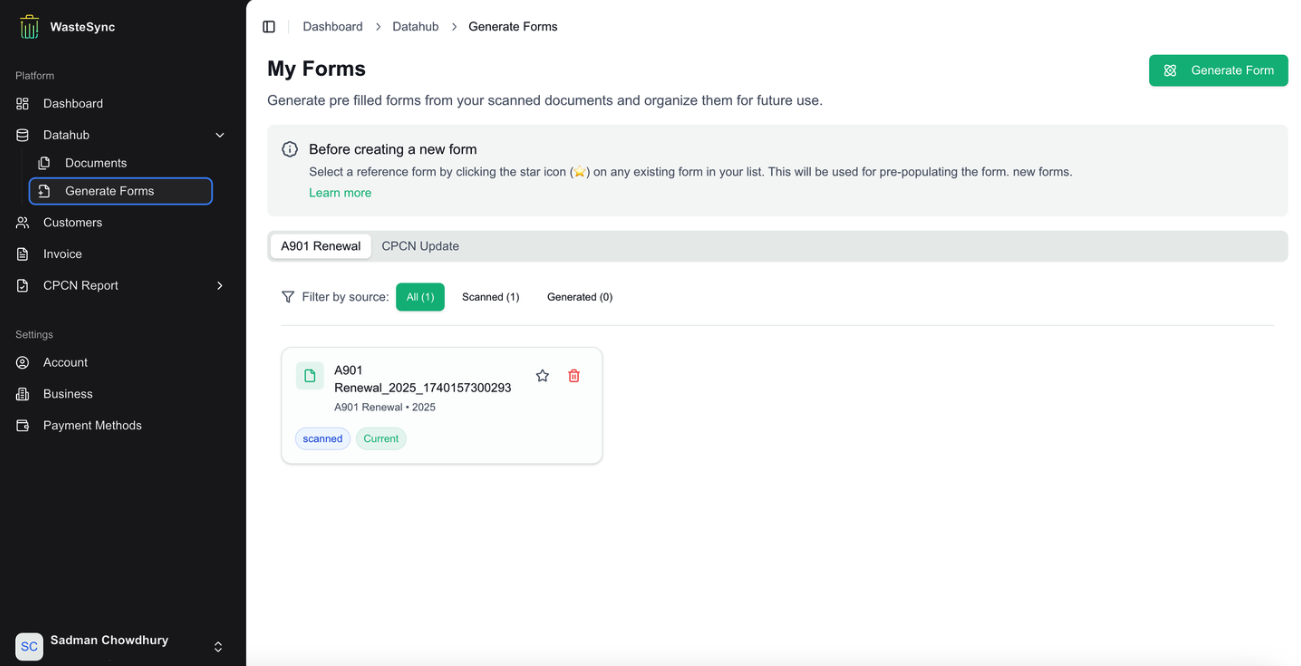 WasteSync
Platform
Dashboard
Datahub
Documents
Generate Forms
Customers
Invoice
CPCN Report
Settings
Account
Business
Payment Methods
SC
Sadman Chowdhury
Dashboard > Datahub > Generate Forms
My Forms
Generate Form
Generate pre filled forms from your scanned documents and organize them for future use.
Before creating a new form
Select a reference form by clicking the star icon (⭐) on any existing form in your list. This will be used for pre-populating the form. new forms.
Learn more
A901 Renewal CPCN Update
Filter by source: All (1) Scanned (1) Generated (0)
A901
Renewal_2025_1740157300293
A901 Renewal • 2025
scanned Current